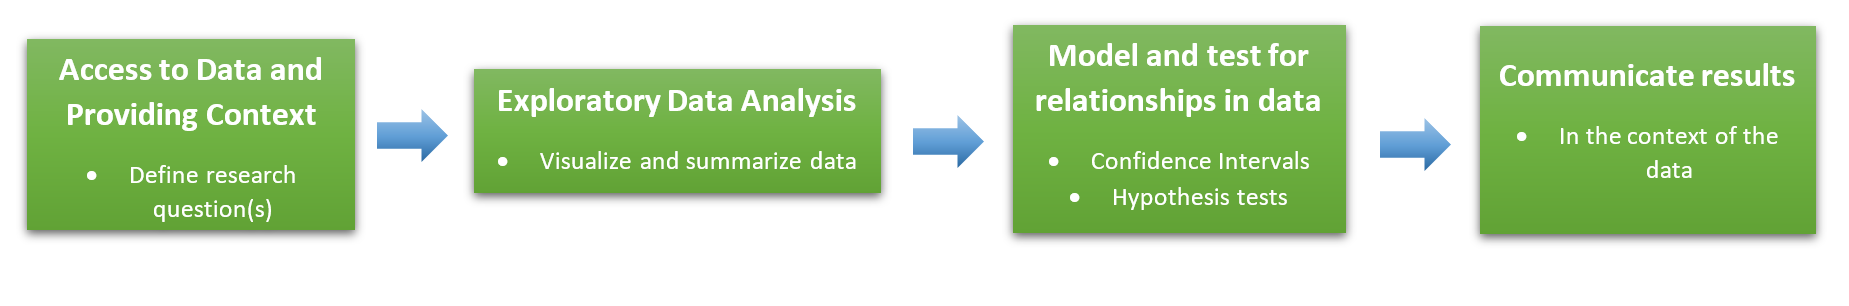 Access to Data and
Providing Context
• Define research
question(s)
Exploratory Data Analysis
• Visualize and summarize data
Model and test for
relationships in data
• Confidence Intervals
• Hypothesis tests
Communicate results
• In the context of the
data